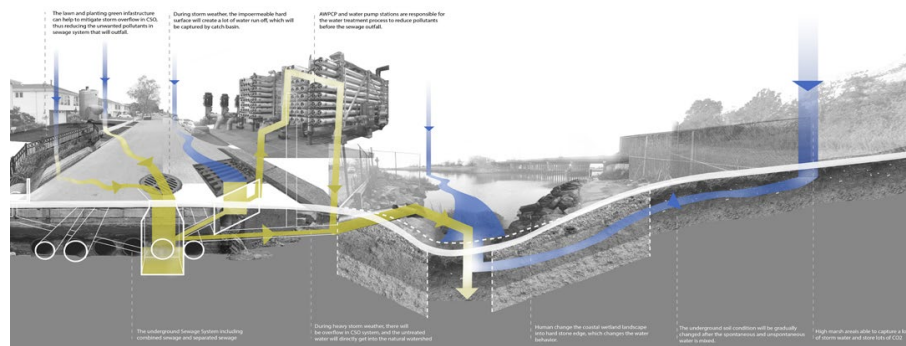 The lawn and planting green infastructure
can help to mitigate storm overflow in CSO,
thus reducing the unwanted pollutants in
sewage system that will outfall.
During storm weather, the impoermeable hard
surface will create a lot of water run off, which will
be captured by catch basin.
AWPCP and water pump stations are responsible for
the water treatment process to reduce pollutants
before the sewage outfall.
The underground Sewage System including
combined sewage and separated sewage
During heavy storm weather, there will
be overflow in CSO system, and the untreated
water will directly get into the natural watershed.
Human change the coastal wetland landscape
into hard stone edge, which changes the water
behavior.
The underground soil condition will be gradually
changed after the spontaneous and unspontaneous
water is mixed.
High marsh areas able to capture a lo
of storm water and store lots of CO2.